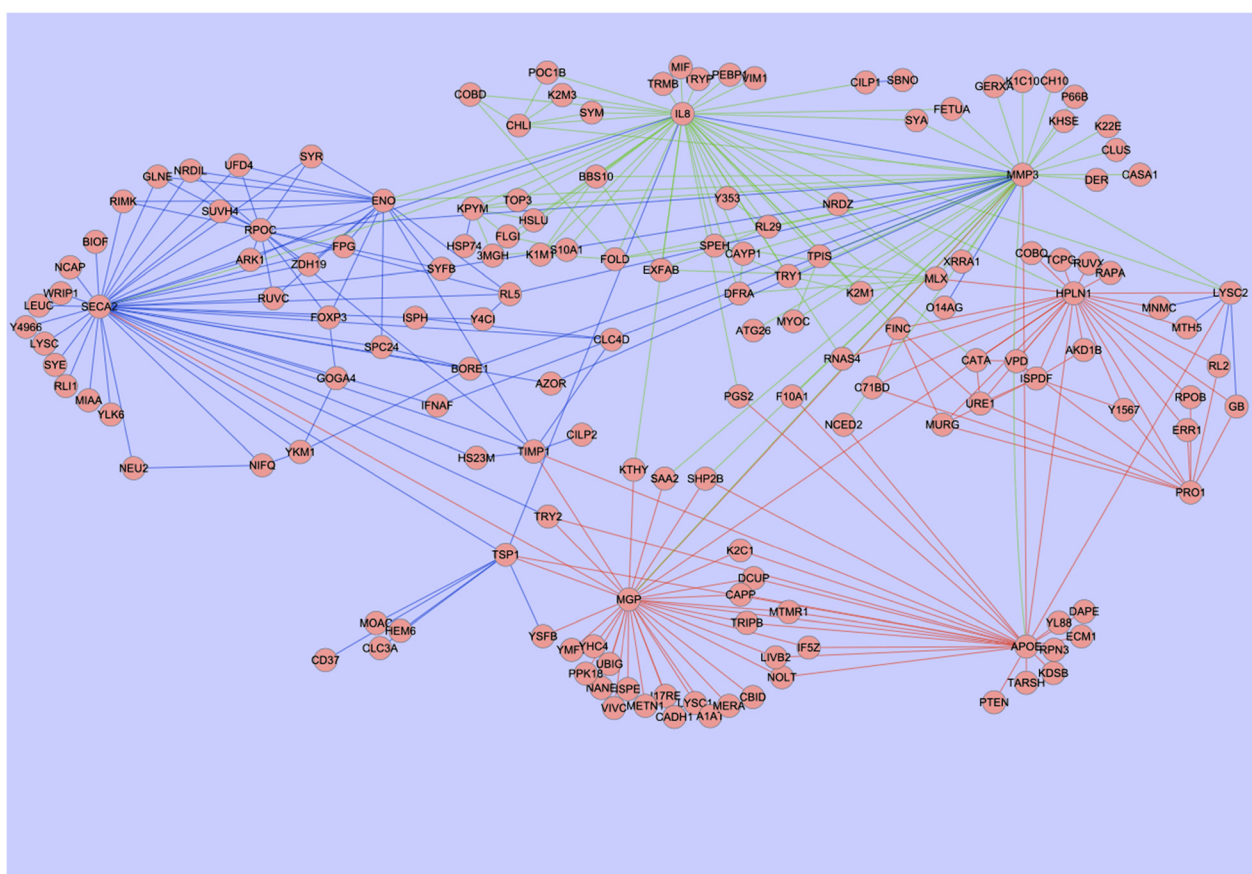 MIF
POC1B
TRMB
TRYP
PEBP1
VIM1
CILP1
SBNO
GERXA
K1C10
CH10
COBD
K2M3
P66B
CHLI
SYM
IL8
SYA
FETUA
KHSE
K22E
CLUS
SYR
UFD4
NRDIL
GLNE
BBS10
MMP3
DER
CASA1
RIMK
SUVH4
ENO
KPYM
TOP3
Y353
NRDZ
RPOC
HSLU
RL29
BIOF
FPG
HSP74
FLGI
3MGH
K1M1
S10A1
SPEH
CAYP1
TPIS
ARK1
ZDH19
FOLD
XRRA1
COBQ
TCPG
RUVX
RAPA
NCAP
SYFB
EXFAB
TRY1
MLX
WRIP1
LEUC
SECA2
RUVC
RL5
DFRA
K2M1
HPLN1
LYSC2
O14AG
MNMC
Y4966
FOXP3
ISPH
Y4CI
MYOC
ATG26
FINC
MTH5
LYSC
CLC4D
SPC24
AKD1B
SYE
BORE1
RNAS4
CATA
VPD
RL2
RLI1
GOGA4
AZOR
C71BD
ISPDF
MIAA
IFNAF
PGS2
F10A1
URE1
Y1567
RPOB
GB
YLK6
NCED2
MURG
ERR1
CILP2
YKM1
TIMP1
HS23M
NEU2
NIFQ
KTHY
SAA2
SHP2B
PRO1
TRY2
TSP1
K2C1
DCUP
MGP
CAPP
MTMR1
DAPE
MOAC
HEM6
TRIPB
YL88
YSFB
ECM1
CLC3A
YMF
YHC4
IF5Z
APOE
RPN3
CD37
UBIG
LIVB2
PPK18
NOLT
KDSB
NANE
ISPE
TARSH
VIVC
METN1
I17RE
LYSC1
MERA
CBID
PTEN
CADH1
A1AT